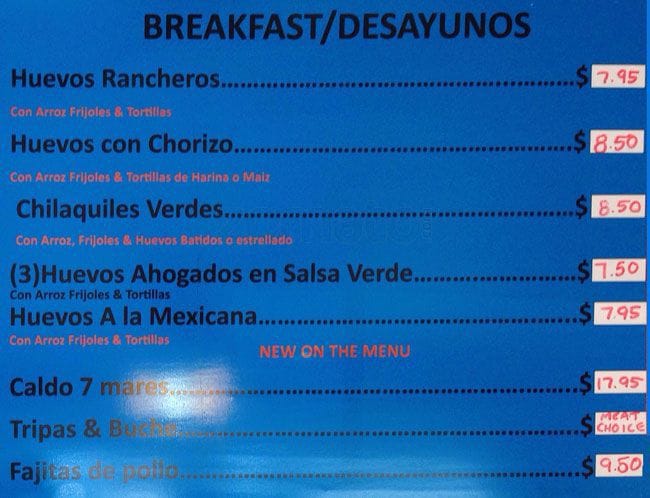 BREAKFAST/DESAYUNOS
Huevos Rancheros........................................................$ 7.95
Con Arroz Frijoles & Tortillas
Huevos con Chorizo......................................................$ 8.50
Con Arroz Frijoles & Tortillas de Harina o Maiz
Chilaquiles Verdes........................................................$ 8.50
Con Arroz, Frijoles & Huevos Batidos o estrellado
(3)Huevos Ahogados en Salsa Verde..........................$ 7.50
Con Arroz Frijoles & Tortillas
Huevos A la Mexicana...................................................$ 7.95
Con Arroz Frijoles & Tortillas
NEW ON THE MENU
Caldo 7 mares.................................................................$ 17.95
Tripas & Buche................................................................$ MEAT CHOICE
Fajitas de pollo................................................................$ 9.50